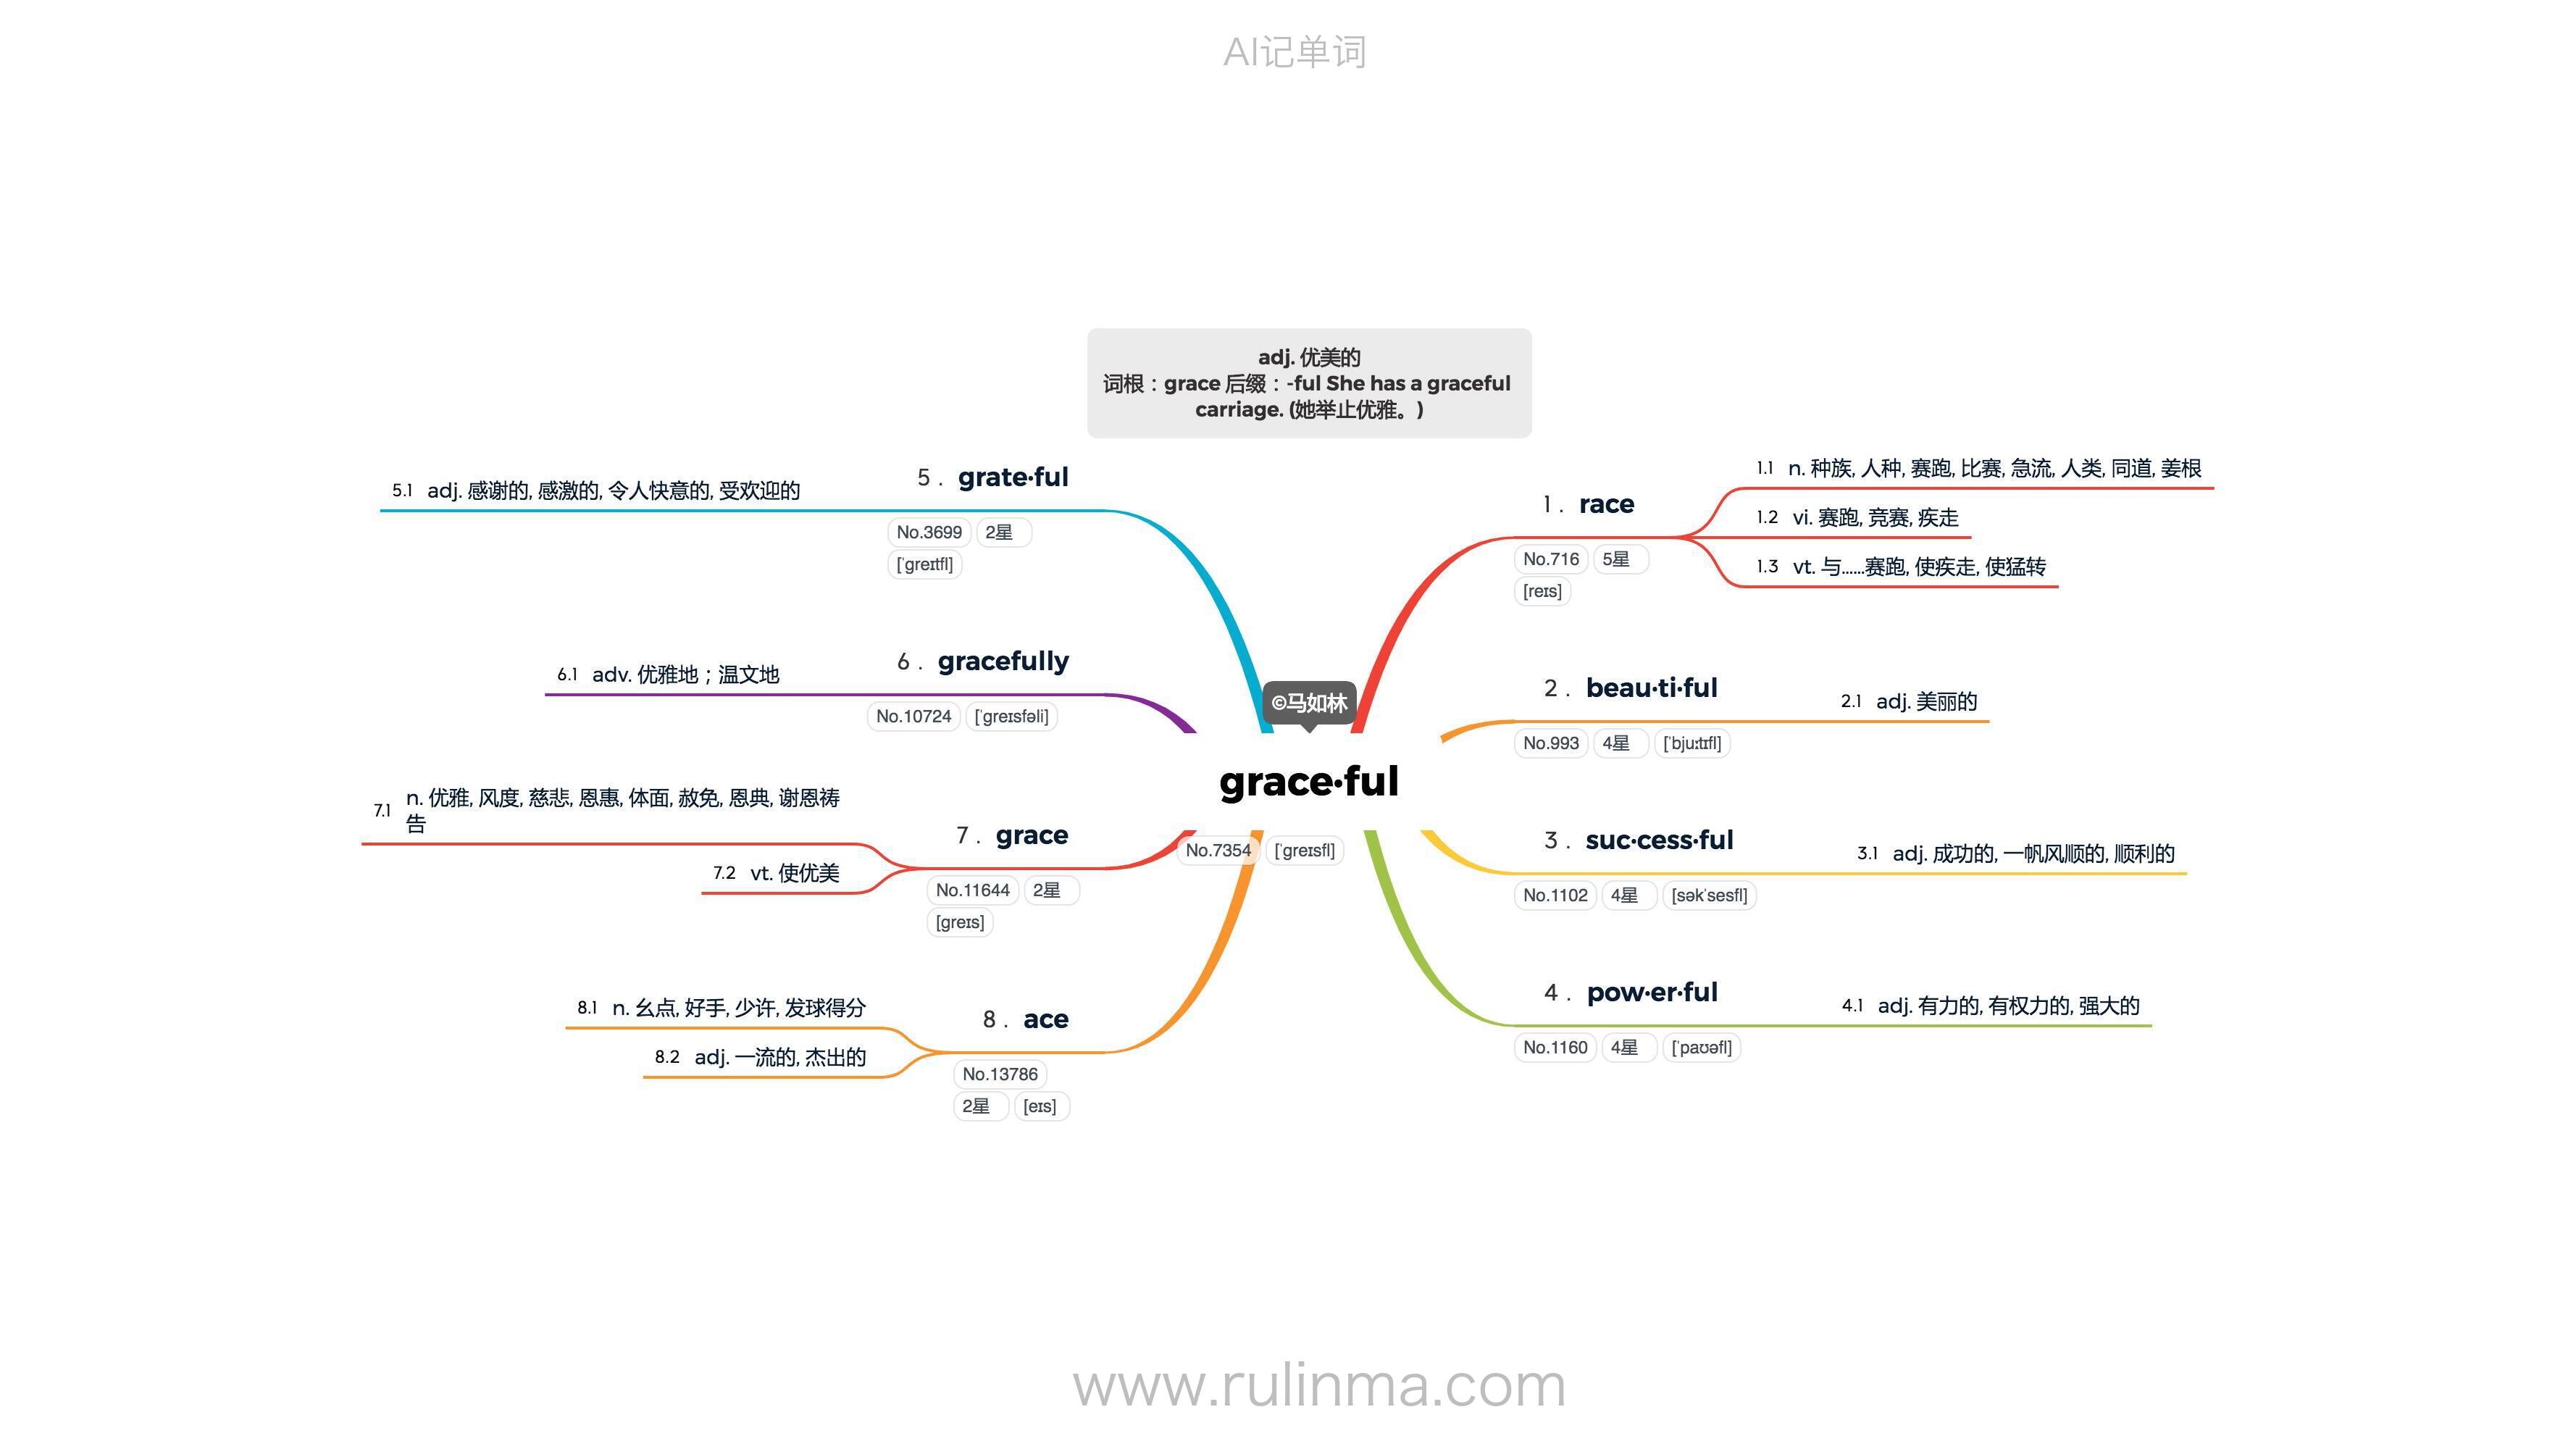 AI记单词
adj. 优美的
词根：grace 后缀：-ful She has a graceful
carriage. (她举止优雅。)
©马如林
grace·ful
No.7354 [ˈɡreɪsfl]
1. race
No.716 5星
[reɪs]
1.1 n. 种族, 人种, 赛跑, 比赛, 急流, 人类, 同道, 姜根
1.2 vi. 赛跑, 竞赛, 疾走
1.3 vt. 与......赛跑, 使疾走, 使猛转
2. beau·ti·ful
No.993 4星 [ˈbjuːtɪfl]
2.1 adj. 美丽的
3. suc·cess·ful
No.1102 4星 [səkˈsesfl]
3.1 adj. 成功的, 一帆风顺的, 顺利的
4. pow·er·ful
No.1160 4星 [ˈpaʊəfl]
4.1 adj. 有力的, 有权力的, 强大的
5. grate·ful
No.3699 2星
[ˈɡreɪtfl]
5.1 adj. 感谢的, 感激的, 令人快意的, 受欢迎的
6. gracefully
No.10724 [ˈɡreɪsfəli]
6.1 adv. 优雅地；温文地
7. grace
No.11644 2星
[ɡreɪs]
7.1 n. 优雅, 风度, 慈悲, 恩惠, 体面, 赦免, 恩典, 谢恩祷
告
7.2 vt. 使优美
8. ace
No.13786
2星 [eɪs]
8.1 n. 幺点, 好手, 少许, 发球得分
8.2 adj. 一流的, 杰出的
www.rulinma.com